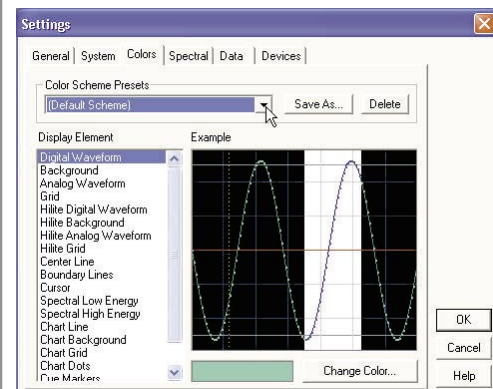 Settings
General System Colors Spectral Data Devices
Color Scheme Presets
(Default Scheme)
Save As... Delete
Display Element
Example
Digital Waveform
Background
Analog Waveform
Grid
Hilite Digital Waveform
Hilite Background
Hilite Analog Waveform
Hilite Grid
Center Line
Boundary Lines
Cursor
Spectral Low Energy
Spectral High Energy
Chart Line
Chart Background
Chart Grid
Chart Dots
Cue Markers
Change Color...
OK
Cancel
Help